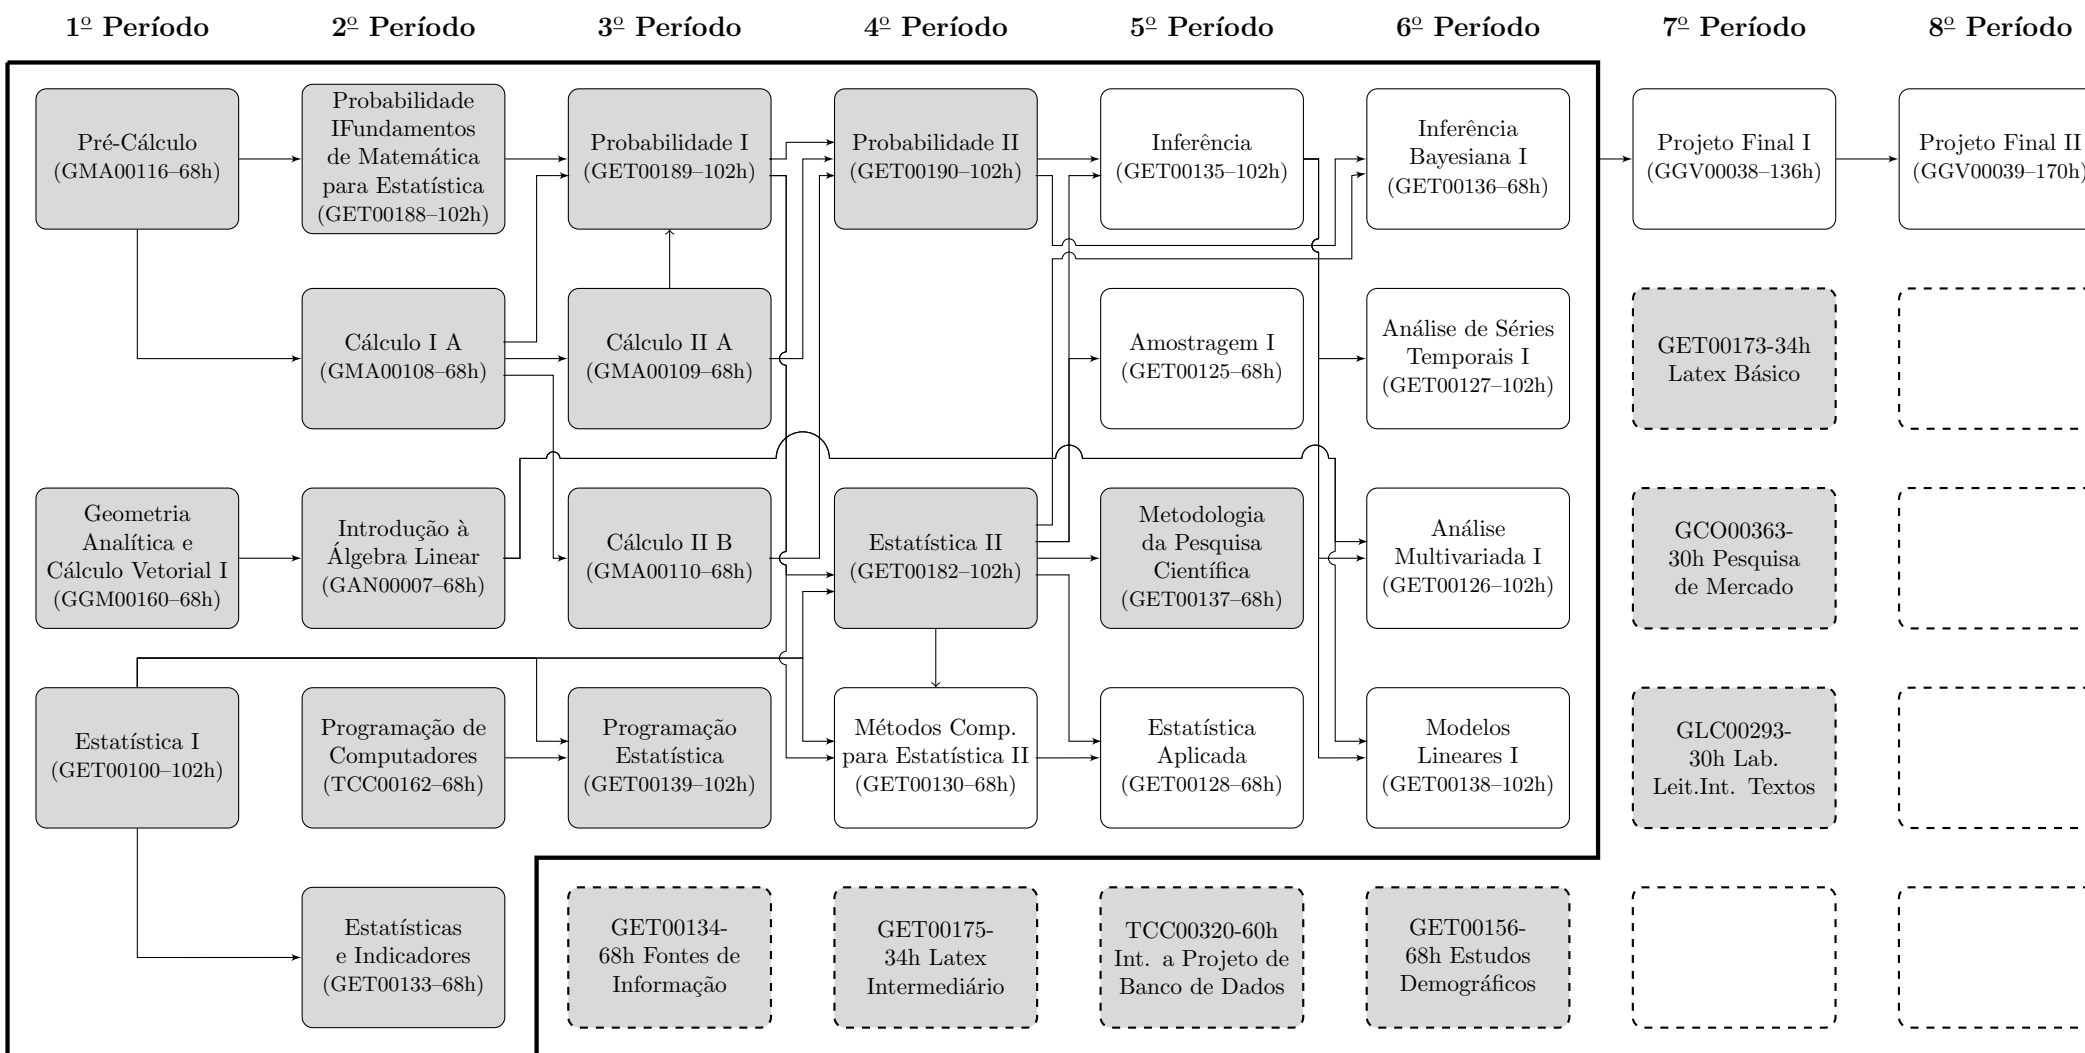 1º Período
2º Período
3º Período
4º Período
5º Período
6º Período
7º Período
8º Período
Pré-Cálculo
(GMA00116–68h)
Probabilidade
IFundamentos
de Matemática
para Estatística
(GET00188–102h)
Probabilidade I
(GET00189–102h)
Probabilidade II
(GET00190–102h)
Inferência
(GET00135–102h)
Inferência
Bayesiana I
(GET00136–68h)
Projeto Final I
(GGV00038–136h)
Projeto Final II
(GGV00039–170h)
Cálculo I A
(GMA00108–68h)
Cálculo II A
(GMA00109–68h)
Amostragem I
(GET00125–68h)
Análise de Séries
Temporais I
(GET00127–102h)
GET00173-34h
Latex Básico
Geometria
Analítica e
Cálculo Vetorial I
(GGM00160–68h)
Introdução à
Álgebra Linear
(GAN00007–68h)
Cálculo II B
(GMA00110–68h)
Estatística II
(GET00182–102h)
Metodologia
da Pesquisa
Científica
(GET00137–68h)
Análise
Multivariada I
(GET00126–102h)
GCO00363-
30h Pesquisa
de Mercado
Estatística I
(GET00100–102h)
Programação de
Computadores
(TCC00162–68h)
Programação
Estatística
(GET00139–102h)
Métodos Comp.
para Estatística II
(GET00130–68h)
Estatística
Aplicada
(GET00128–68h)
Modelos
Lineares I
(GET00138–102h)
GLC00293-
30h Lab.
Leit.Int. Textos
Estatísticas
e Indicadores
(GET00133–68h)
GET00134-
68h Fontes de
Informação
GET00175-
34h Latex
Intermediário
TCC00320-60h
Int. a Projeto de
Banco de Dados
GET00156-
68h Estudos
Demográficos